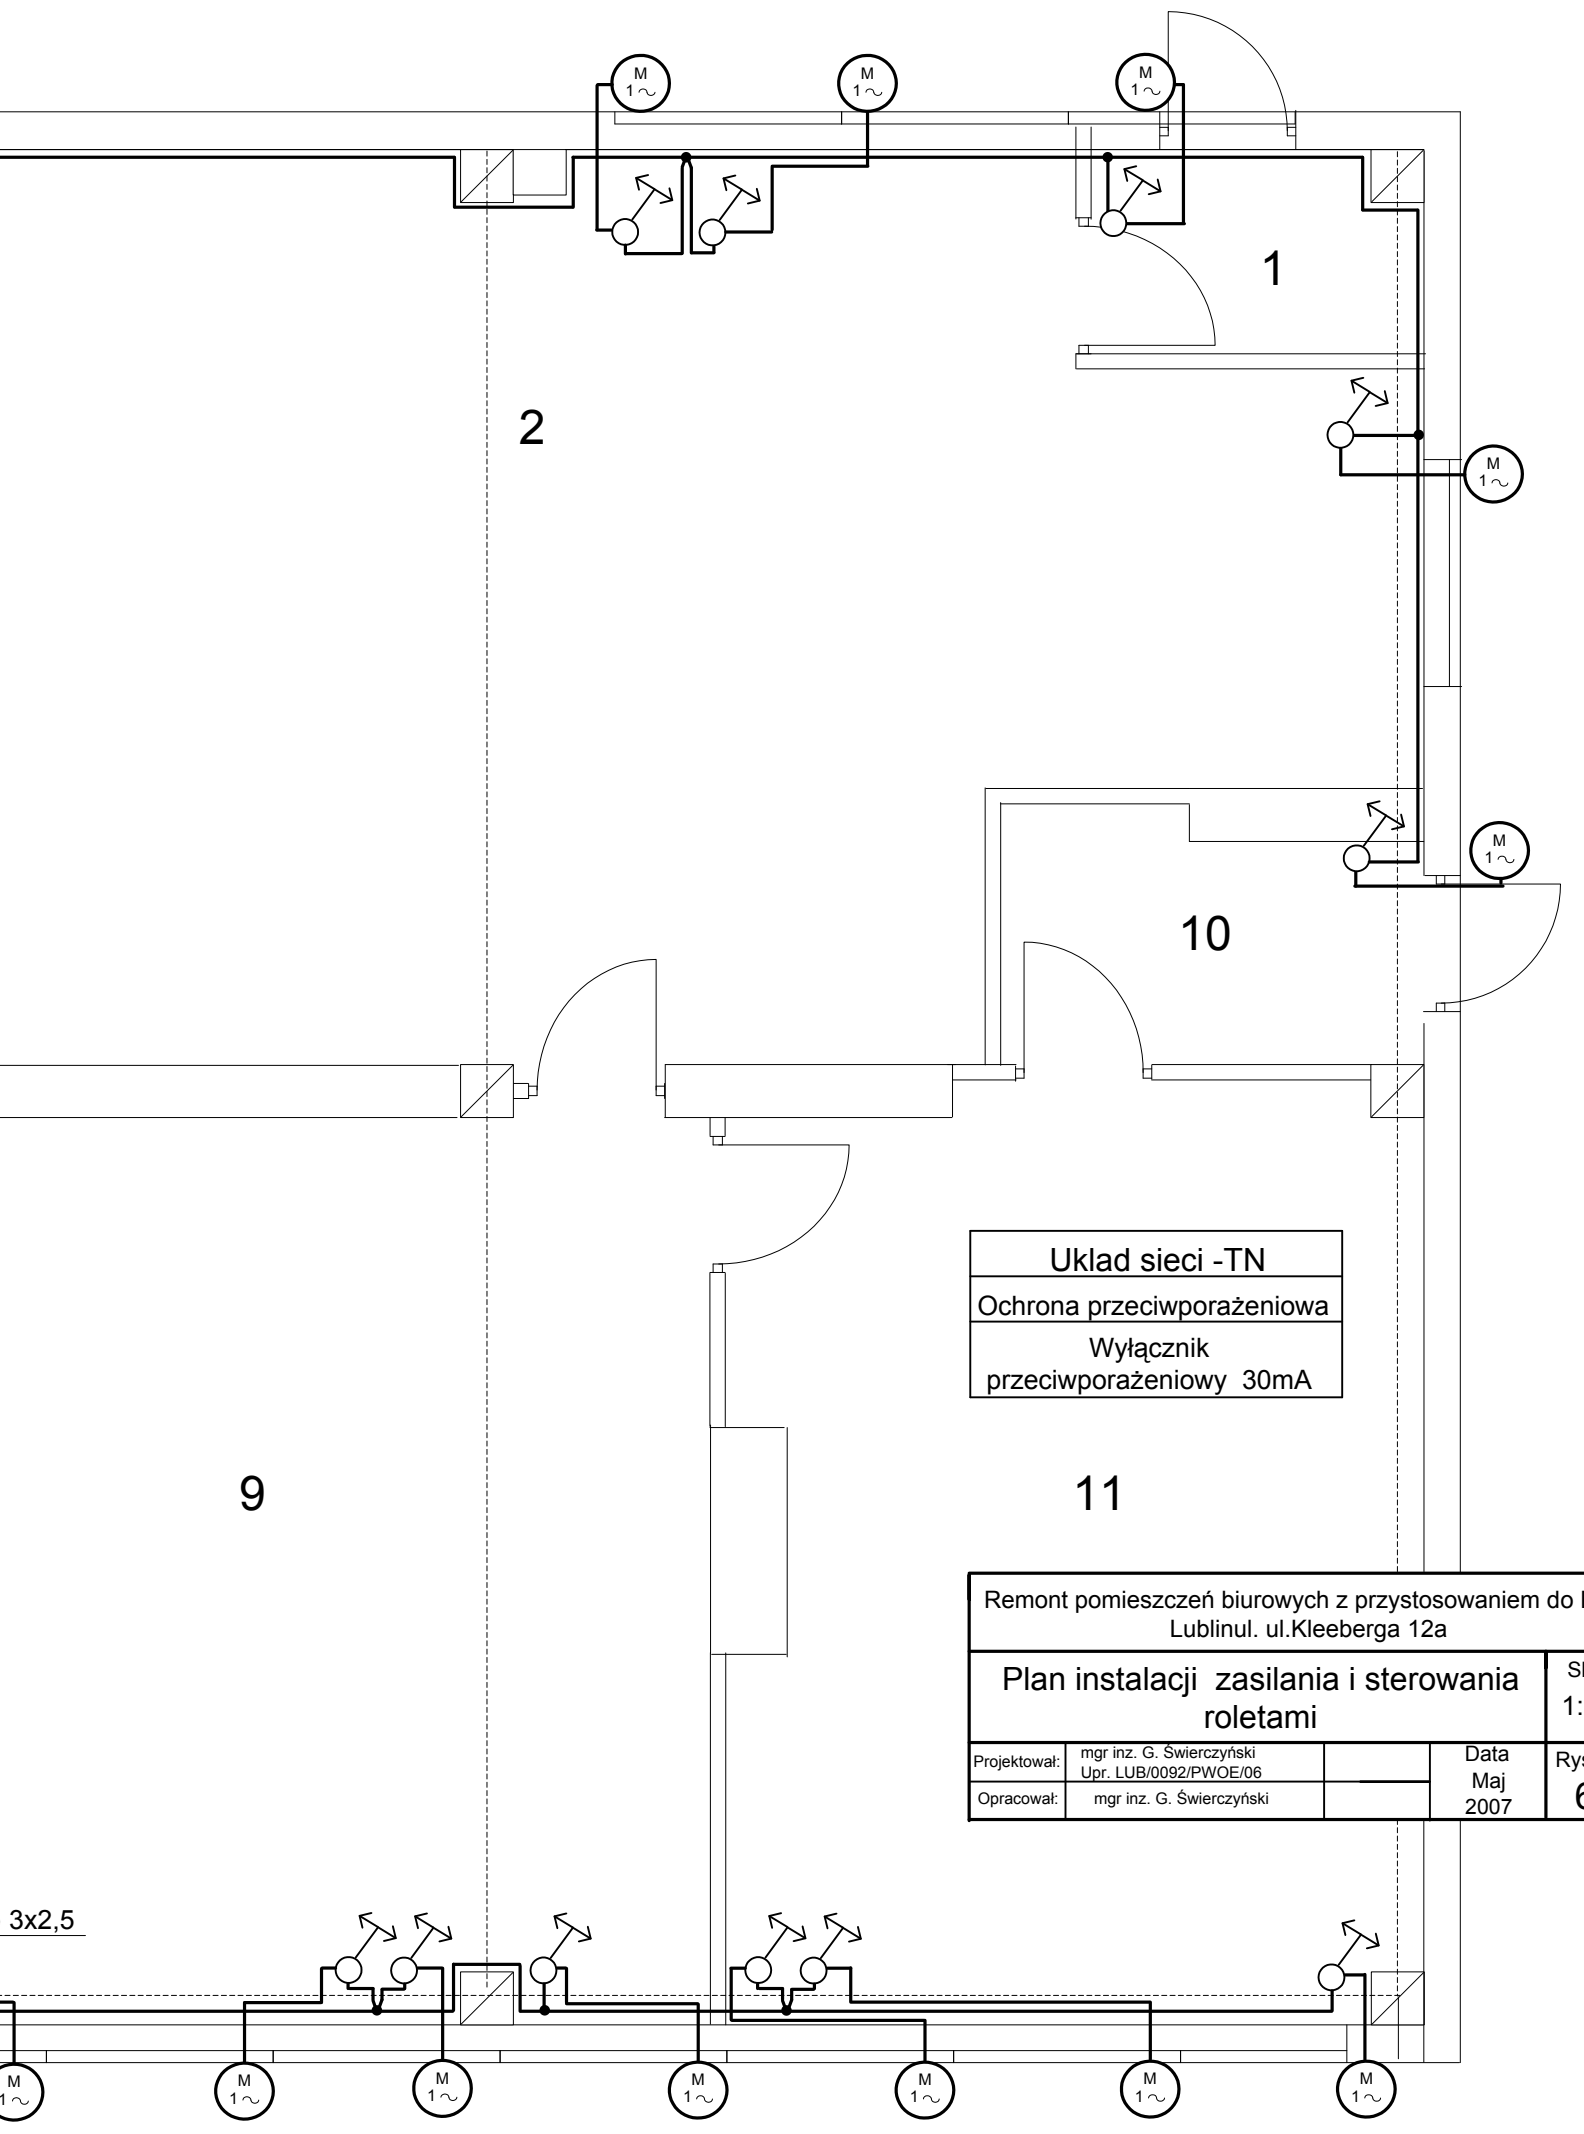 M
1~
M
1~
M
1~
1
2
M
1~
M
1~
10
Uklad sieci -TN
Ochrona przeciwporażeniowa
Wyłącznik
przeciwporażeniowy 30mA
9
11
Remont pomieszczeń biurowych z przystosowaniem do
Lublinul. ul.Kleeberga 12a
Plan instalacji zasilania i sterowania
roletami
1:
Projektował:
mgr inz. G. Świerczyński
Upr. LUB/0092/PWOE/06
Data
Maj
2007
Rys
6
Opracował:
mgr inz. G. Świerczyński
3x2,5
M
1~
M
1~
M
1~
M
1~
M
1~
M
1~
M
1~